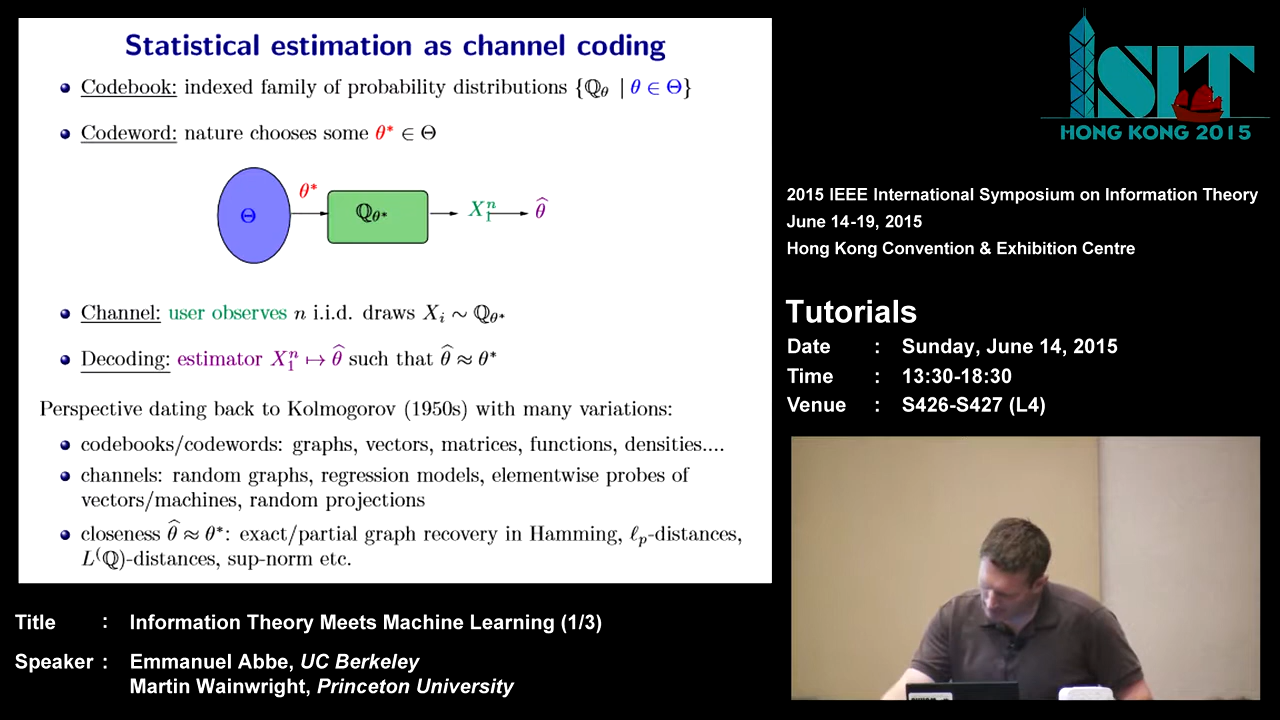 Statistical estimation as channel coding
Codebook: indexed family of probability distributions {ℚ_θ | θ ∈ Θ}
Codeword: nature chooses some θ* ∈ Θ
Θ θ* ℚ_θ* X_1^n θ̂
Channel: user observes n i.i.d. draws X_i ∼ ℚ_θ*
Decoding: estimator X_1^n ↦ θ̂ such that θ̂ ≈ θ*
Perspective dating back to Kolmogorov (1950s) with many variations:
codebooks/codewords: graphs, vectors, matrices, functions, densities....
channels: random graphs, regression models, elementwise probes of
vectors/machines, random projections
closeness θ̂ ≈ θ*: exact/partial graph recovery in Hamming, ℓ_p-distances,
L^(ℚ)-distances, sup-norm etc.
ISIT
HONG KONG 2015
2015 IEEE International Symposium on Information Theory
June 14-19, 2015
Hong Kong Convention & Exhibition Centre
Tutorials
Date : Sunday, June 14, 2015
Time : 13:30-18:30
Venue : S426-S427 (L4)
Title : Information Theory Meets Machine Learning (1/3)
Speaker : Emmanuel Abbe, UC Berkeley
Martin Wainwright, Princeton University